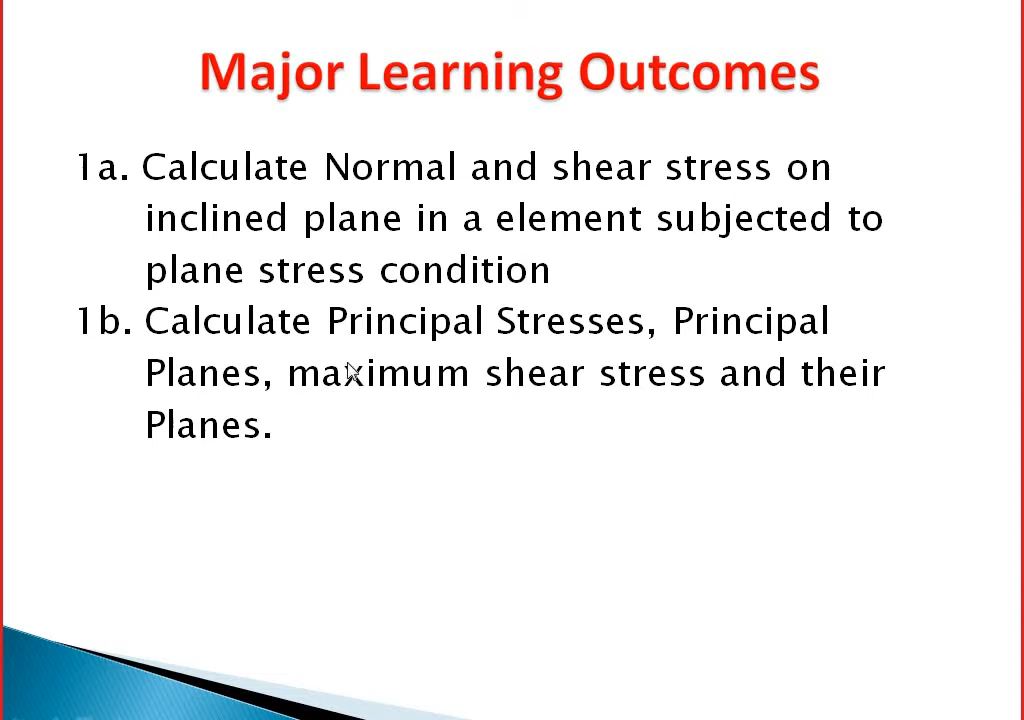 Major Learning Outcomes
1a. Calculate Normal and shear stress on
inclined plane in a element subjected to
plane stress condition
1b. Calculate Principal Stresses, Principal
Planes, maximum shear stress and their
Planes.